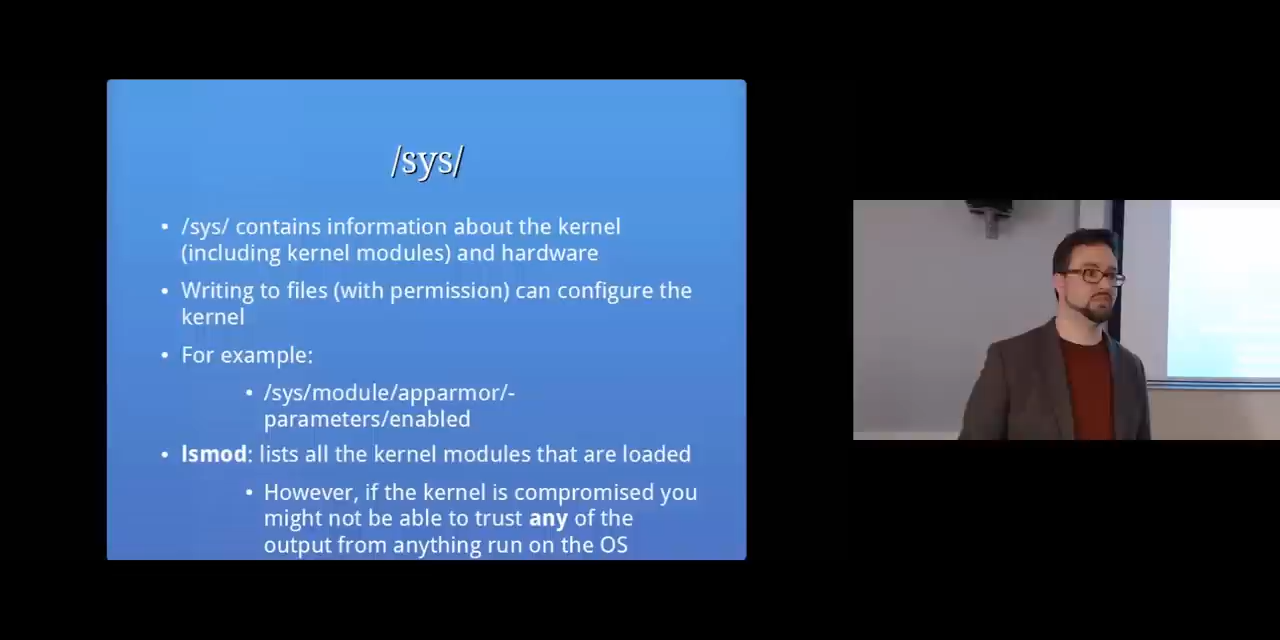 /sys/
• /sys/ contains information about the kernel
(including kernel modules) and hardware
• Writing to files (with permission) can configure the
kernel
• For example:
• /sys/module/apparmor/-
parameters/enabled
• lsmod: lists all the kernel modules that are loaded
• However, if the kernel is compromised you
might not be able to trust any of the
output from anything run on the OS